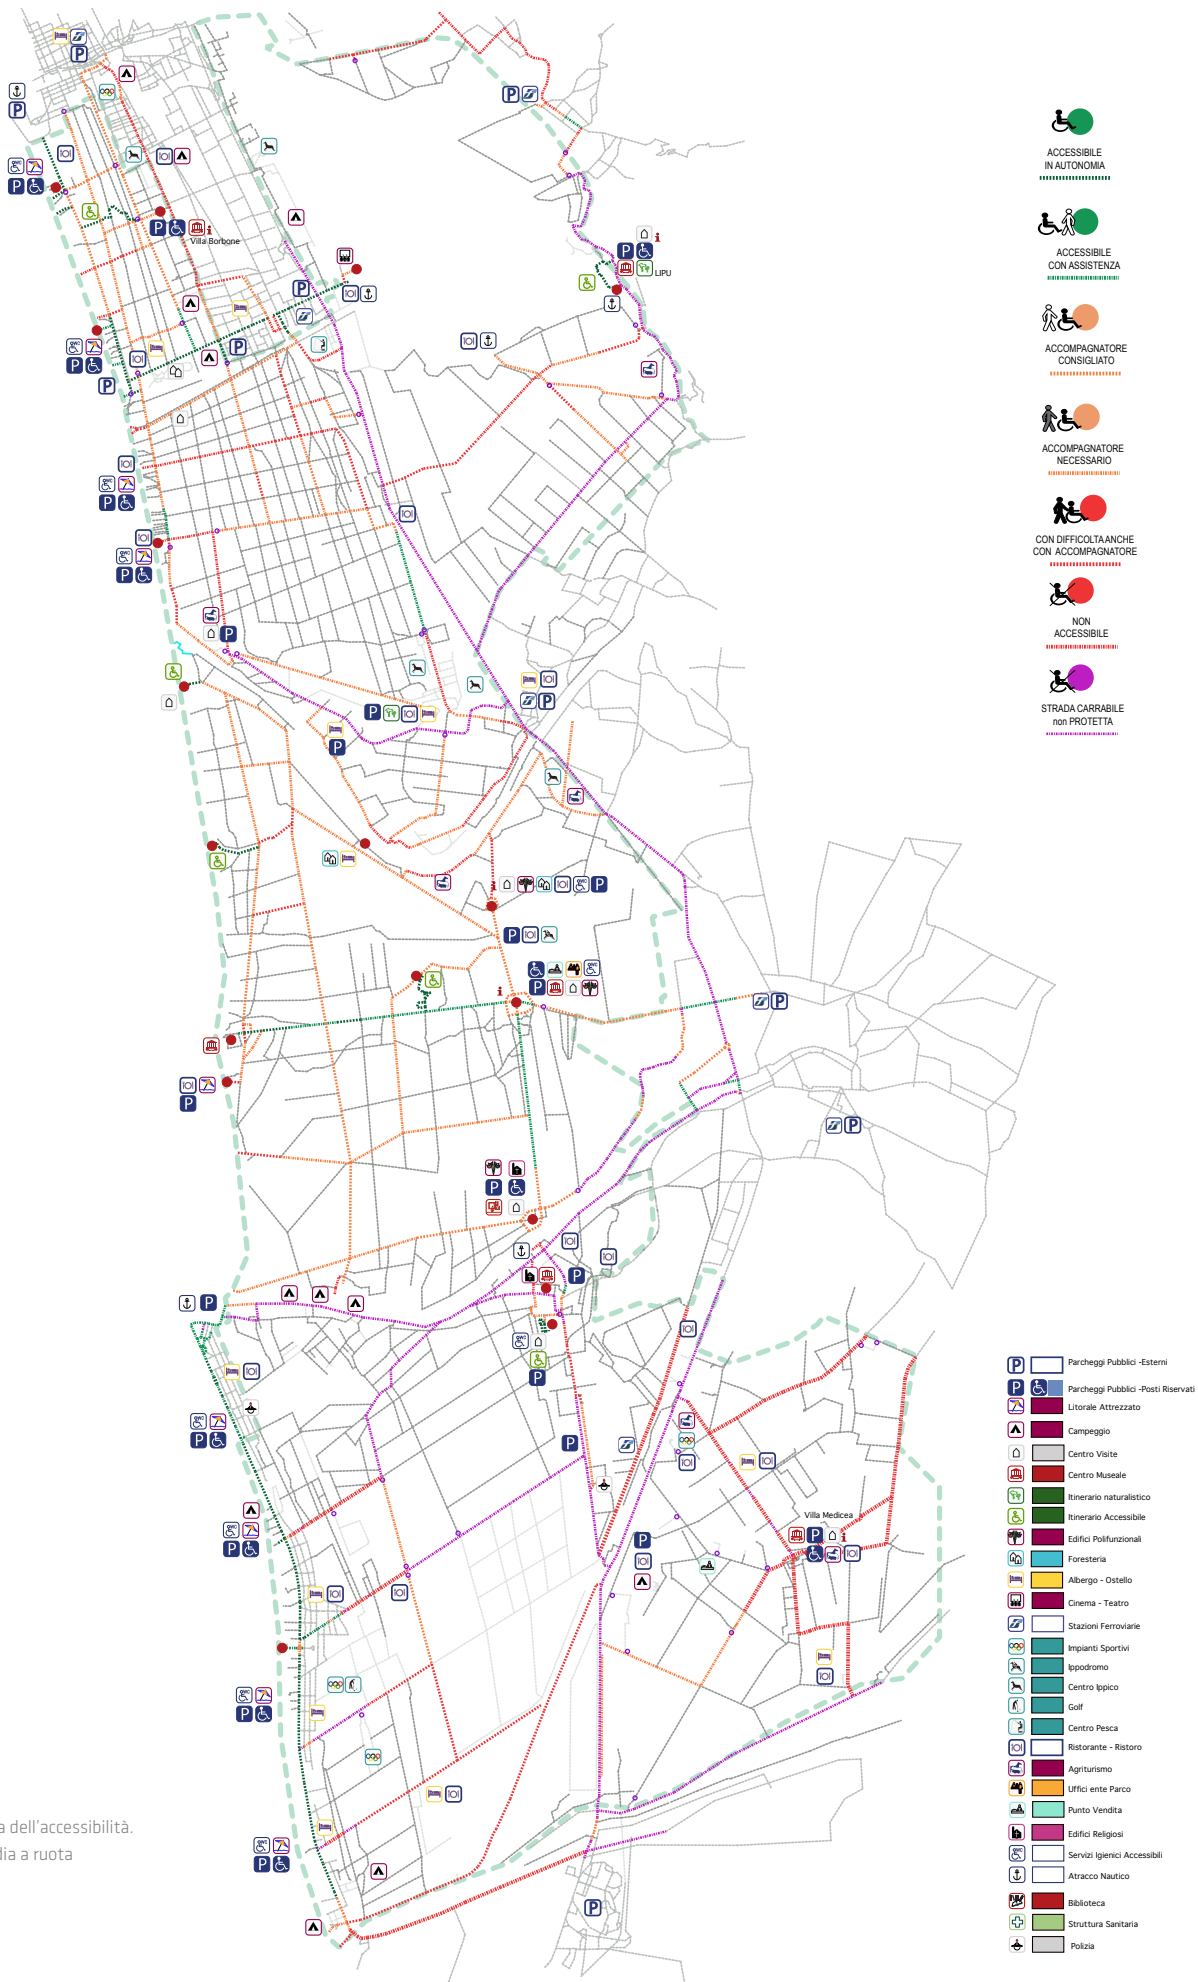 Villa Borbone
LIPU
ACCESSIBILE
IN AUTONOMIA
ACCESSIBILE
CON ASSISTENZA
ACCOMPAGNATORE
CONSIGLIATO
ACCOMPAGNATORE
NECESSARIO
CON DIFFICOLTA ANCHE
CON ACCOMPAGNATORE
NON
ACCESSIBILE
STRADA CARRABILE
non PROTETTA
Villa Medicea
Parcheggi Pubblici -Esterni
Parcheggi Pubblici -Posti Riservati
Litorale Attrezzato
Campeggio
Centro Visite
Centro Museale
Itinerario naturalistico
Itinerario Accessibile
Edifici Polifunzionali
Foresteria
Albergo - Ostello
Cinema - Teatro
Stazioni Ferroviarie
Impianti Sportivi
Ippodromo
Centro Ippico
Golf
Centro Pesca
Ristorante - Ristoro
Agriturismo
Uffici ente Parco
Punto Vendita
Edifici Religiosi
Servizi Igienici Accessibili
Atracco Nautico
Biblioteca
Struttura Sanitaria
Polizia
a dell'accessibilità.
dia a ruota